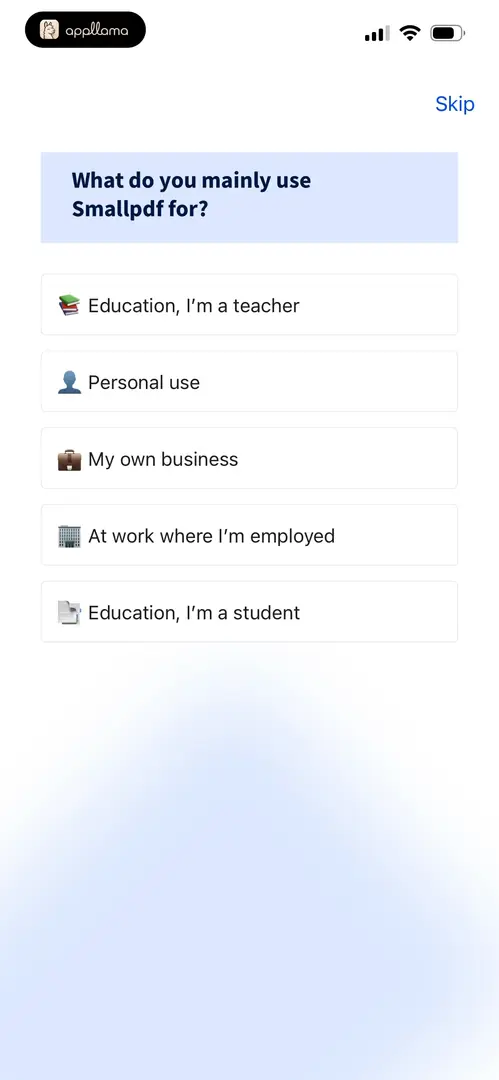 appllama
Skip
What do you mainly use
Smallpdf for?
Education, I’m a teacher
Personal use
My own business
At work where I’m employed
Education, I’m a student